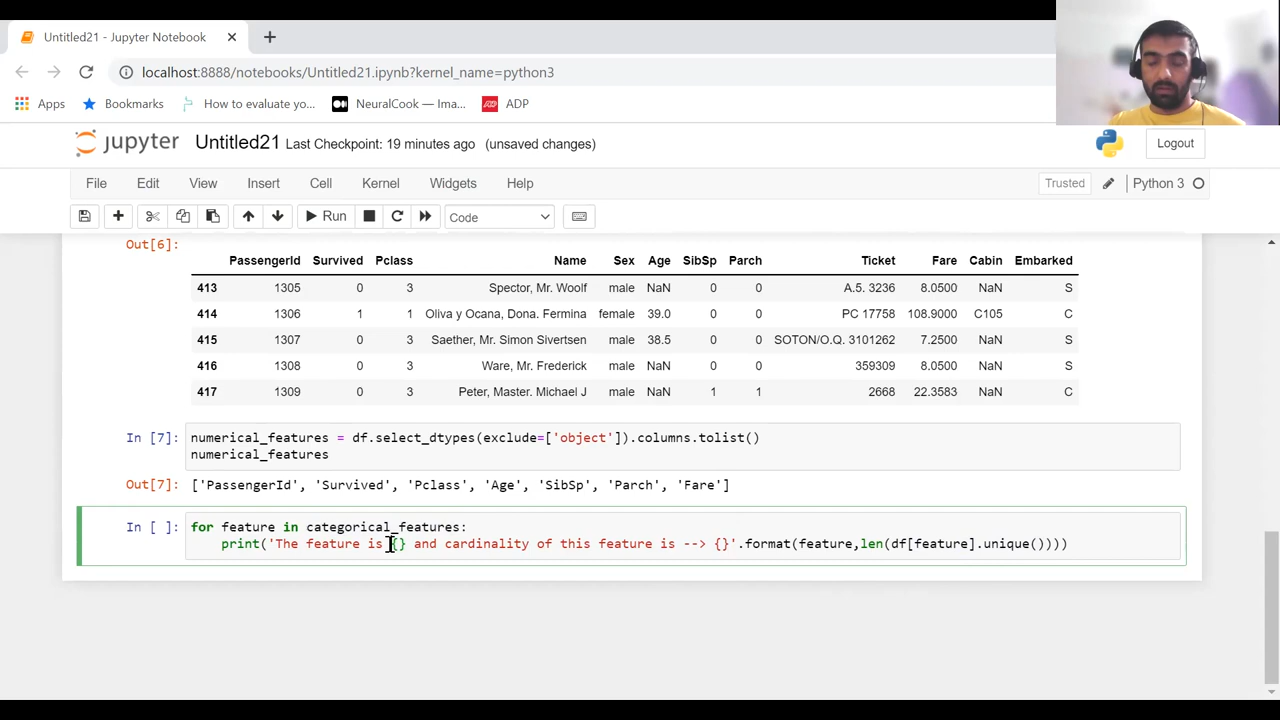 Untitled21 - Jupyter Notebook
localhost:8888/notebooks/Untitled21.ipynb?kernel_name=python3
Apps Bookmarks How to evaluate yo... NeuralCook — Ima... ADP
jupyter Untitled21 Last Checkpoint: 19 minutes ago (unsaved changes) Logout
File Edit View Insert Cell Kernel Widgets Help Trusted Python 3
Run Code
Out[6]:
PassengerId Survived Pclass Name Sex Age SibSp Parch Ticket Fare Cabin Embarked
413 1305 0 3 Spector, Mr. Woolf male NaN 0 0 A.5. 3236 8.0500 NaN S
414 1306 1 1 Oliva y Ocana, Dona. Fermina female 39.0 0 0 PC 17758 108.9000 C105 C
415 1307 0 3 Saether, Mr. Simon Sivertsen male 38.5 0 0 SOTON/O.Q. 3101262 7.2500 NaN S
416 1308 0 3 Ware, Mr. Frederick male NaN 0 0 359309 8.0500 NaN S
417 1309 0 3 Peter, Master. Michael J male NaN 1 1 2668 22.3583 NaN C
In [7]: numerical_features = df.select_dtypes(exclude=['object']).columns.tolist()
numerical_features
Out[7]: ['PassengerId', 'Survived', 'Pclass', 'Age', 'SibSp', 'Parch', 'Fare']
In [ ]: for feature in categorical_features:
print('The feature is {} and cardinality of this feature is --> {}'.format(feature,len(df[feature].unique())))